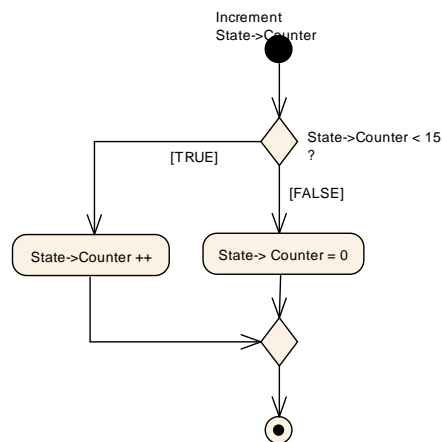 Increment
State->Counter
State->Counter < 15
?
[TRUE]
[FALSE]
State->Counter ++
State-> Counter = 0